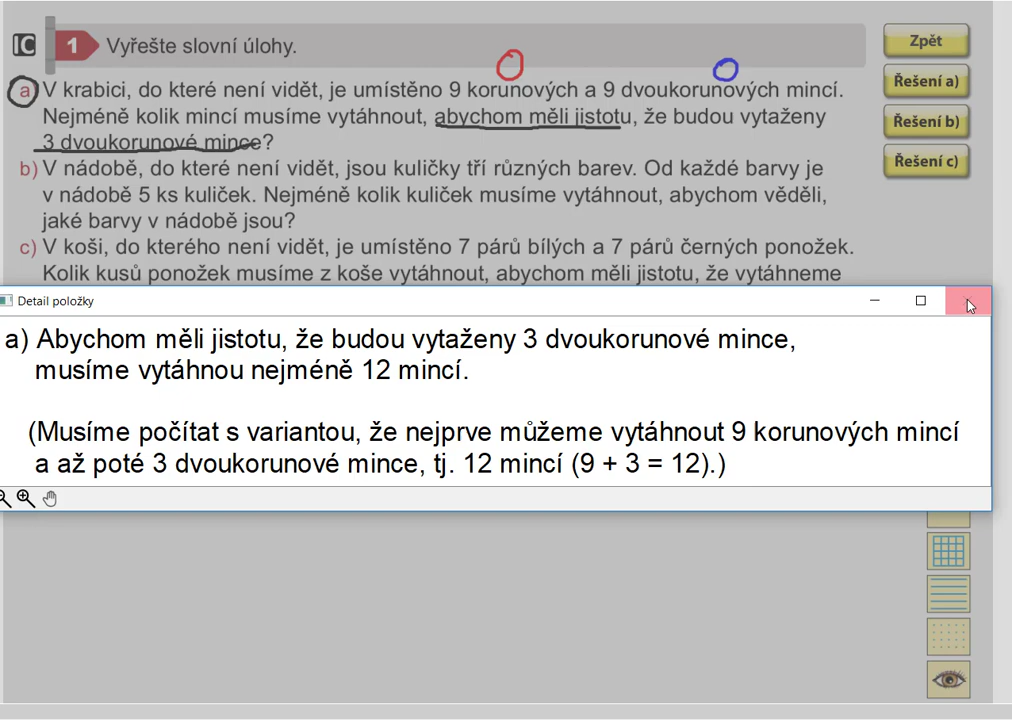 IC 1 Vyřešte slovní úlohy.
Zpět
a) V krabici, do které není vidět, je umístěno 9 korunových a 9 dvoukorunových mincí.
Řešení a)
Nejméně kolik mincí musíme vytáhnout, abychom měli jistotu, že budou vytaženy
Řešení b)
3 dvoukorunové mince?
b) V nádobě, do které není vidět, jsou kuličky tří různých barev. Od každé barvy je
Řešení c)
v nádobě 5 ks kuliček. Nejméně kolik kuliček musíme vytáhnout, abychom věděli,
jaké barvy v nádobě jsou?
c) V koši, do kterého není vidět, je umístěno 7 párů bílých a 7 párů černých ponožek.
Kolik kusů ponožek musíme z koše vytáhnout, abychom měli jistotu, že vytáhneme
Detail položky
a) Abychom měli jistotu, že budou vytaženy 3 dvoukorunové mince,
musíme vytáhnou nejméně 12 mincí.
(Musíme počítat s variantou, že nejprve můžeme vytáhnout 9 korunových mincí
a až poté 3 dvoukorunové mince, tj. 12 mincí (9 + 3 = 12).)